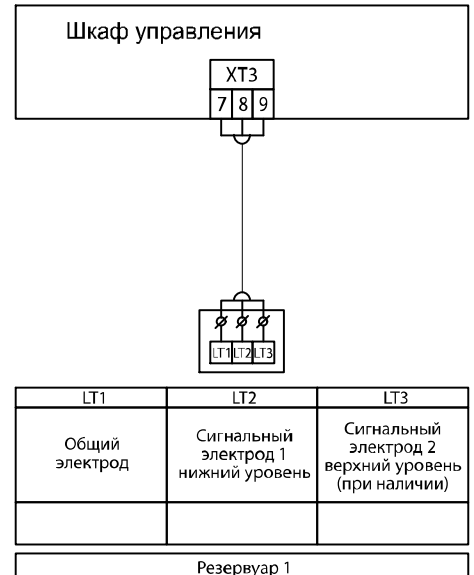 Шкаф управления
XT3
7 8 9
LT1 LT2 LT3
LT1 LT2 LT3
Общий
электрод
Сигнальный
электрод 1
нижний уровень
Сигнальный
электрод 2
верхний уровень
(при наличии)
Резервуар 1